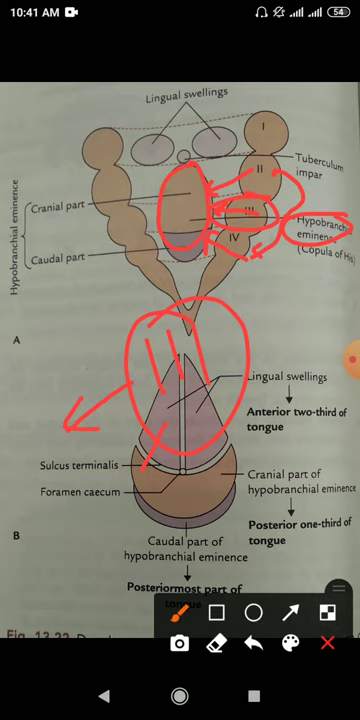 10:41 AM
54
Lingual swellings
I
Tuberculum
impar
II
Cranial part
III
Hypobranchial
eminence
(Copula of His)
IV
Caudal part
Hypobranchial eminence
A
Lingual swellings
Anterior two-third of
tongue
Sulcus terminalis
Cranial part of
hypobranchial eminence
Foramen caecum
Posterior one-third of
tongue
B
Caudal part of
hypobranchial eminence
Posteriormost part of
tongue